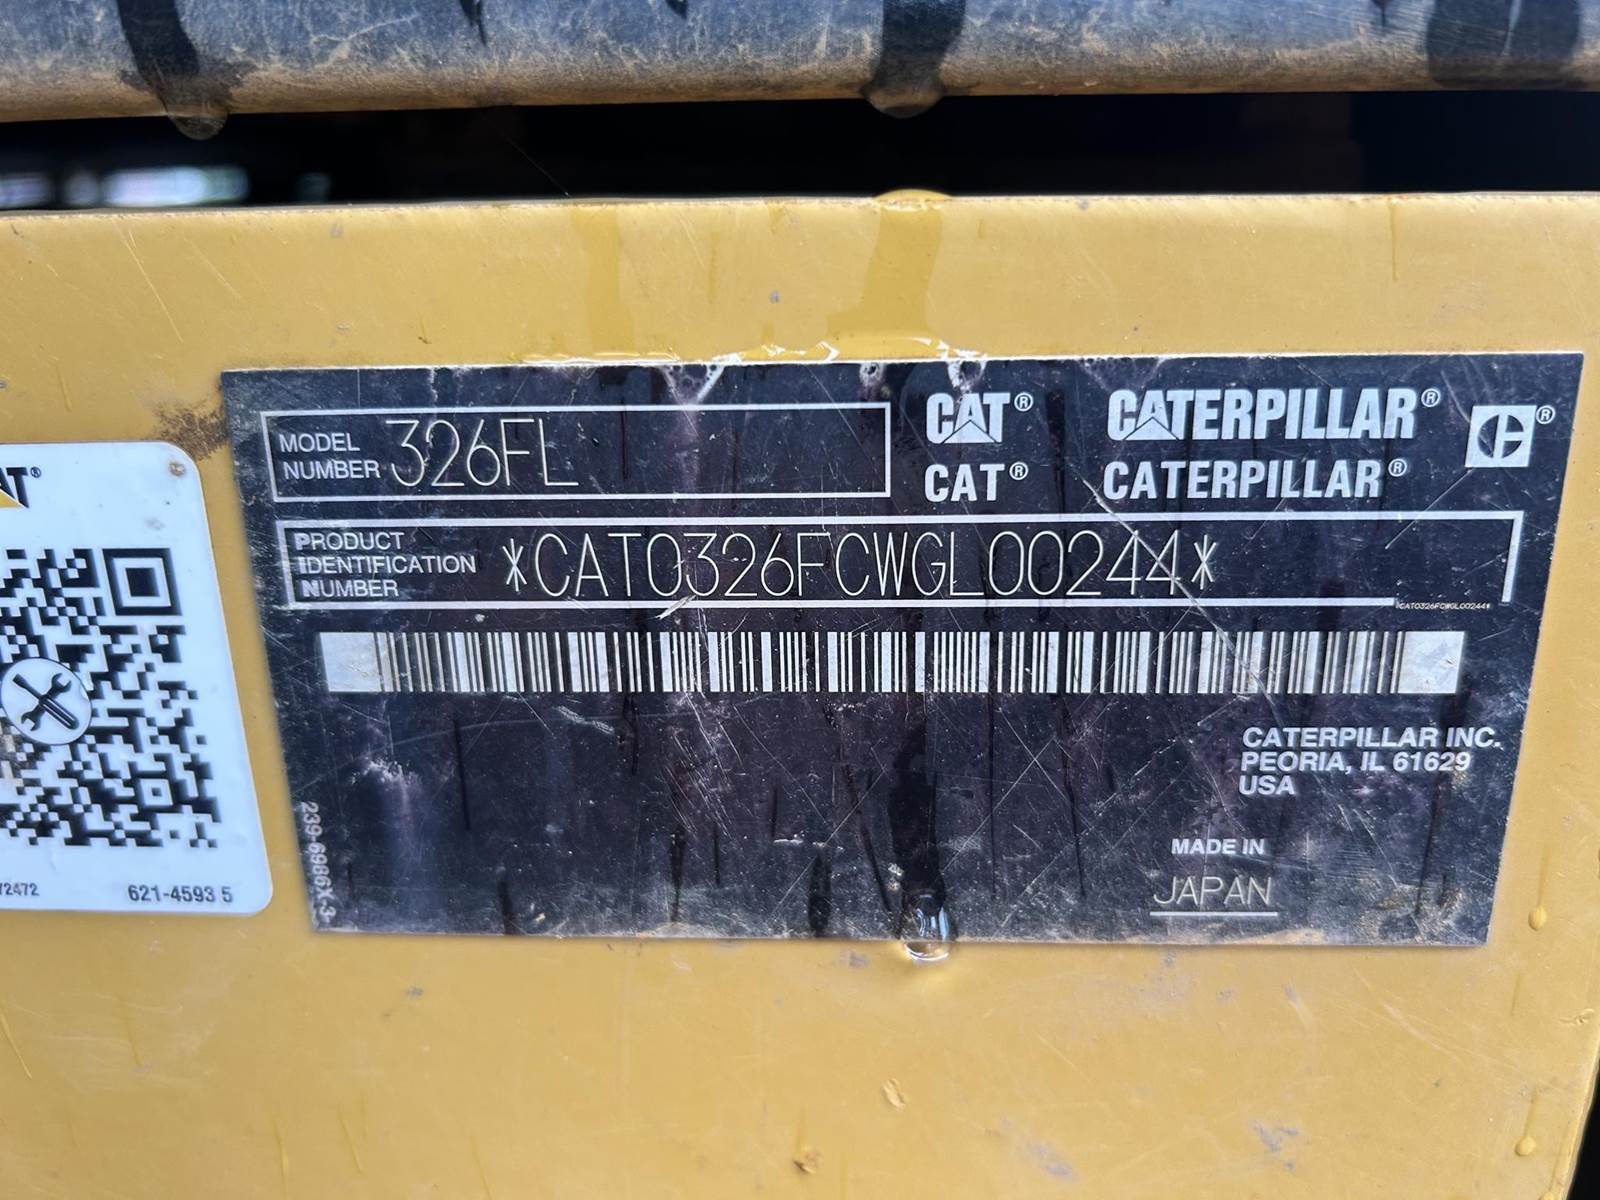 MODEL NUMBER 326FL
CAT® CATERPILLAR®
CAT® CATERPILLAR®
PRODUCT IDENTIFICATION NUMBER *CAT0326FCWGL00244*
*CAT0326FCWGL00244*
CATERPILLAR INC.
PEORIA, IL 61629
USA
MADE IN
JAPAN
621-4593 5